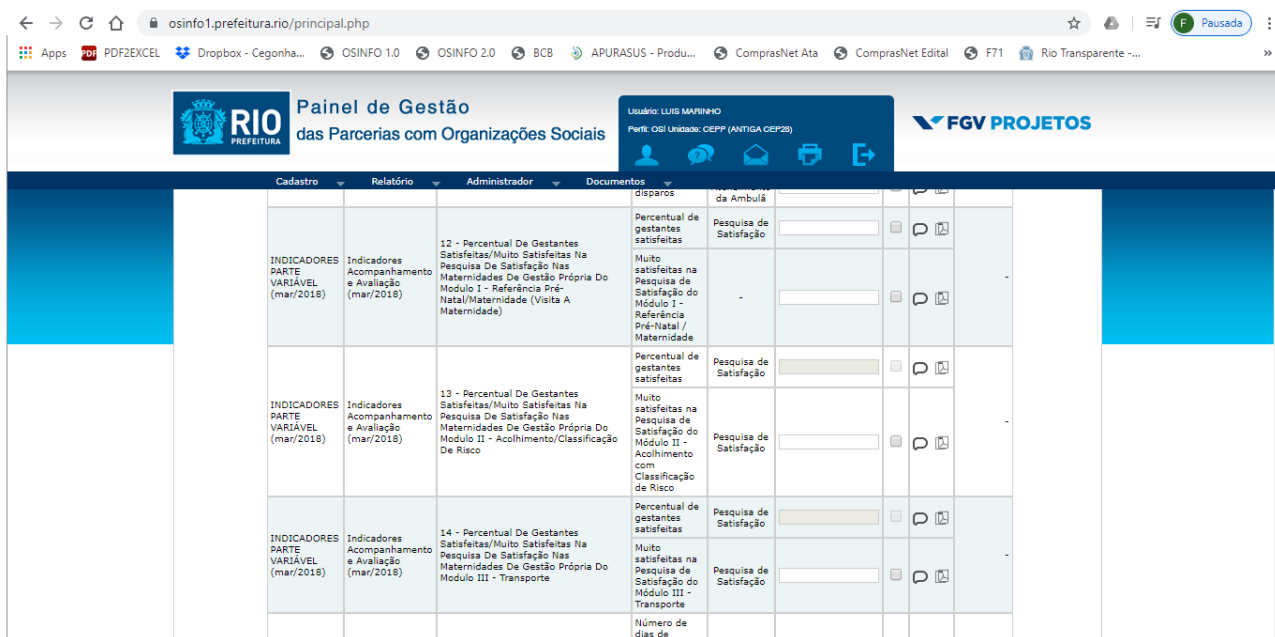 osinfo1.prefeitura.rio/principal.php
F Pausada
Apps PDF PDF2EXCEL Dropbox - Cegonha... OSINFO 1.0 OSINFO 2.0 BCB APURASUS - Produ... ComprasNet Ata ComprasNet Edital F71 Rio Transparente -... »
RIO
PREFEITURA
Painel de Gestão
das Parcerias com Organizações Sociais
Usuário: LUIS MARINHO
Perfil: OSI Unidade: CEPP (ANTIGA CEP28)
FGV PROJETOS
Cadastro Relatório Administrador Documentos
disparos
da Ambulâ
INDICADORES
PARTE
VARIÁVEL
(mar/2018)
Indicadores
Acompanhamento
e Avaliação
(mar/2018)
12 - Percentual De Gestantes
Satisfeitas/Muito Satisfeitas Na
Pesquisa De Satisfação Nas
Maternidades De Gestão Própria Do
Modulo I - Referência Pré-
Natal/Maternidade (Visita A
Maternidade)
Percentual de
gestantes
satisfeitas
Pesquisa de
Satisfação
Muito
satisfeitas na
Pesquisa de
Satisfação do
Módulo I -
Referência
Pré-Natal /
Maternidade
-
-
INDICADORES
PARTE
VARIÁVEL
(mar/2018)
Indicadores
Acompanhamento
e Avaliação
(mar/2018)
13 - Percentual De Gestantes
Satisfeitas/Muito Satisfeitas Na
Pesquisa De Satisfação Nas
Maternidades De Gestão Própria Do
Modulo II - Acolhimento/Classificação
De Risco
Percentual de
gestantes
satisfeitas
Pesquisa de
Satisfação
Muito
satisfeitas na
Pesquisa de
Satisfação do
Módulo II -
Acolhimento
com
Classificação
de Risco
Pesquisa de
Satisfação
-
INDICADORES
PARTE
VARIÁVEL
(mar/2018)
Indicadores
Acompanhamento
e Avaliação
(mar/2018)
14 - Percentual De Gestantes
Satisfeitas/Muito Satisfeitas Na
Pesquisa De Satisfação Nas
Maternidades De Gestão Própria Do
Modulo III - Transporte
Percentual de
gestantes
satisfeitas
Pesquisa de
Satisfação
Muito
satisfeitas na
Pesquisa de
Satisfação do
Módulo III -
Transporte
Pesquisa de
Satisfação
-
Número de
dias de